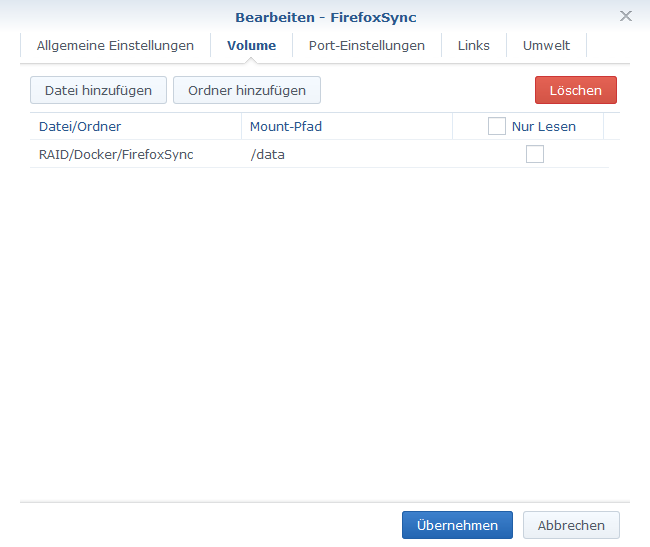 Bearbeiten - FirefoxSync
Allgemeine Einstellungen Volume Port-Einstellungen Links Umwelt
Datei hinzufügen Ordner hinzufügen Löschen
Datei/Ordner Mount-Pfad Nur Lesen
RAID/Docker/FirefoxSync /data
Übernehmen Abbrechen